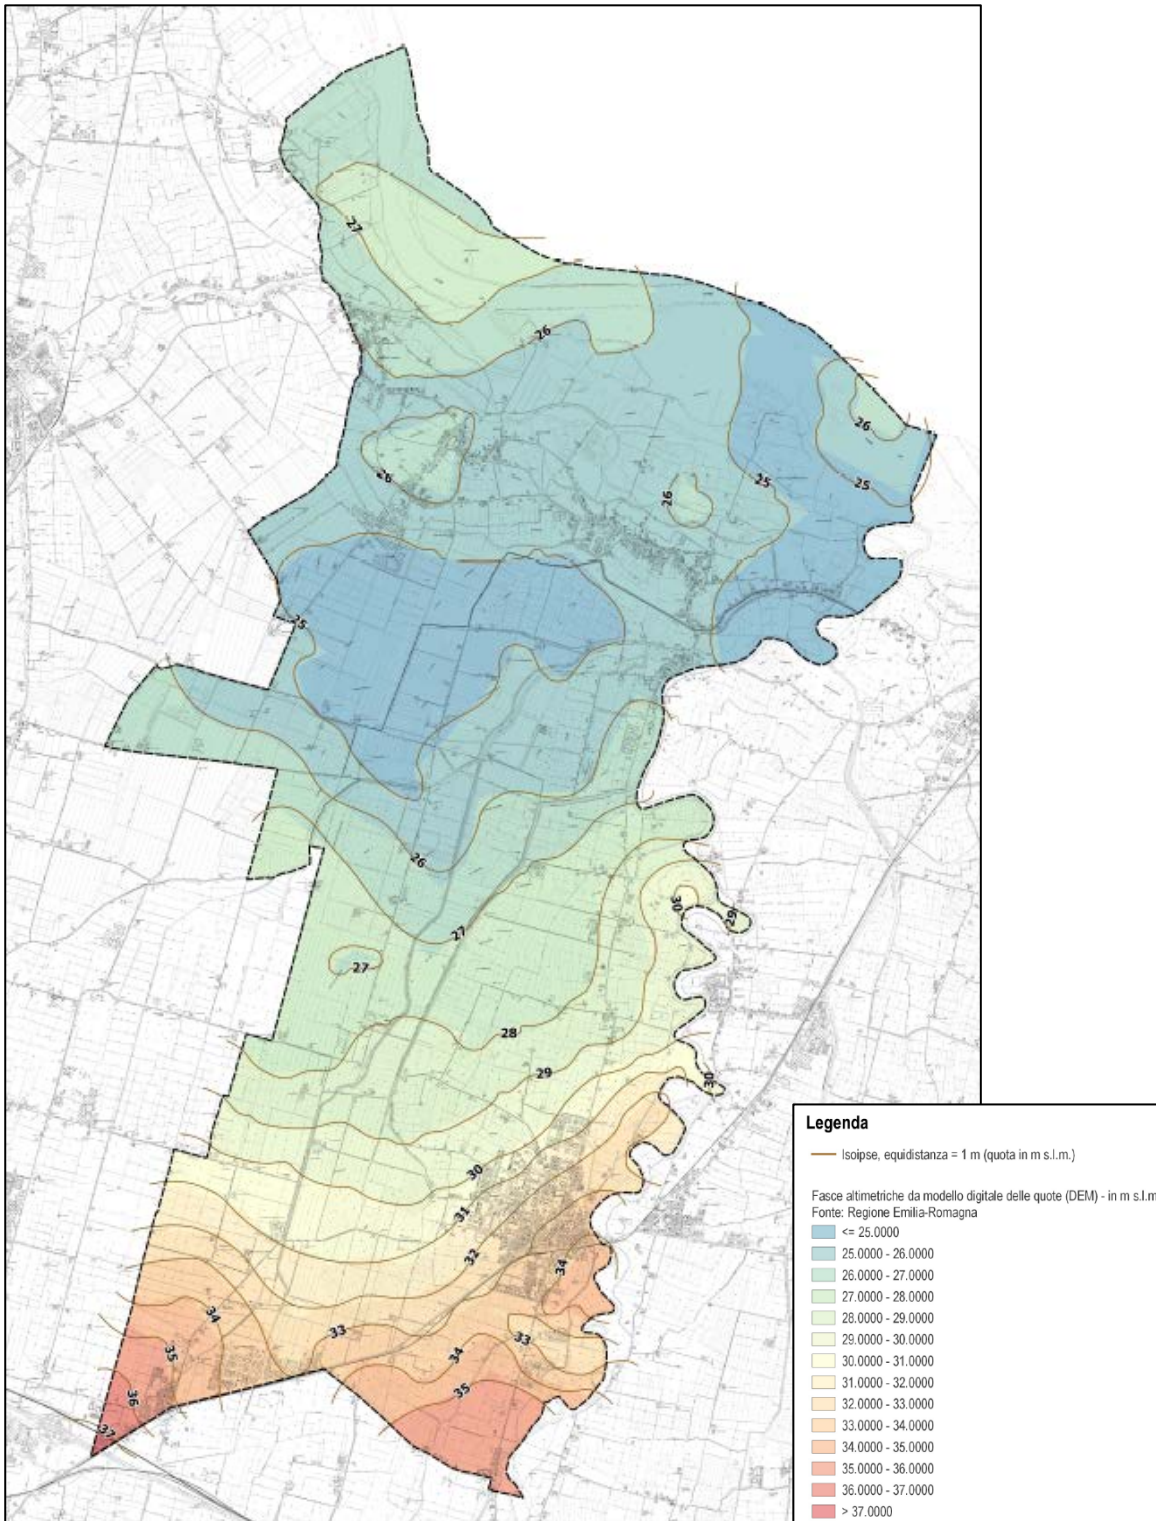 27
26
26
26
25
25
26
26
25
26
27
27
30
29
28
29
30
30
31
32
34
34
33
33
34
35
35
36
37
Legenda
Isoipse, equidistanza = 1 m (quota in m s.l.m.)
Fasce altimetriche da modello digitale delle quote (DEM) - in m s.l.m
Fonte: Regione Emilia-Romagna
<= 25.0000
25.0000 - 26.0000
26.0000 - 27.0000
27.0000 - 28.0000
28.0000 - 29.0000
29.0000 - 30.0000
30.0000 - 31.0000
31.0000 - 32.0000
32.0000 - 33.0000
33.0000 - 34.0000
34.0000 - 35.0000
35.0000 - 36.0000
36.0000 - 37.0000
> 37.0000